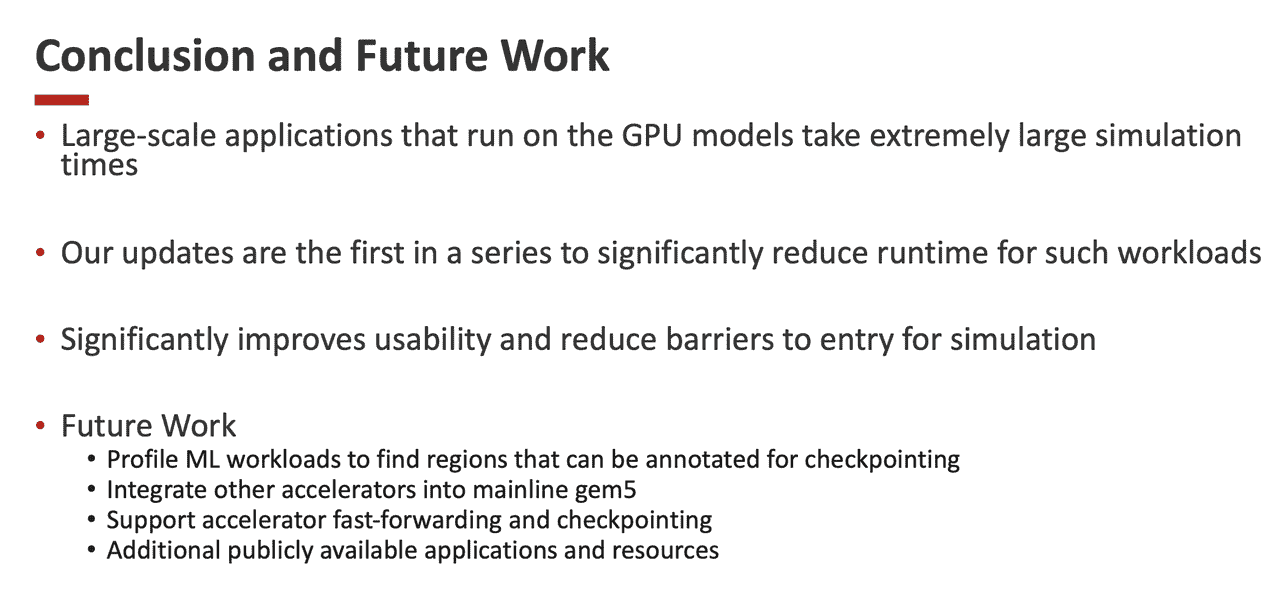 Conclusion and Future Work
• Large-scale applications that run on the GPU models take extremely large simulation
times
• Our updates are the first in a series to significantly reduce runtime for such workloads
• Significantly improves usability and reduce barriers to entry for simulation
• Future Work
• Profile ML workloads to find regions that can be annotated for checkpointing
• Integrate other accelerators into mainline gem5
• Support accelerator fast-forwarding and checkpointing
• Additional publicly available applications and resources